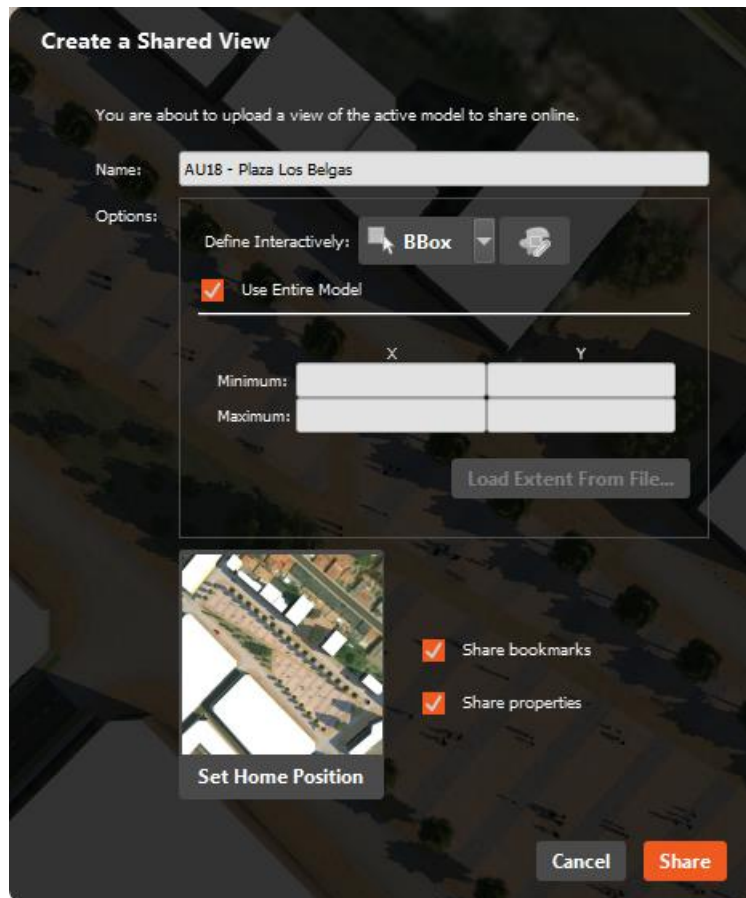 Create a Shared View
You are about to upload a view of the active model to share online.
Name: AU18 - Plaza Los Belgas
Options:
Define Interactively: BBox
Use Entire Model
X Y
Minimum:
Maximum:
Load Extent From File...
Share bookmarks
Share properties
Set Home Position
Cancel Share